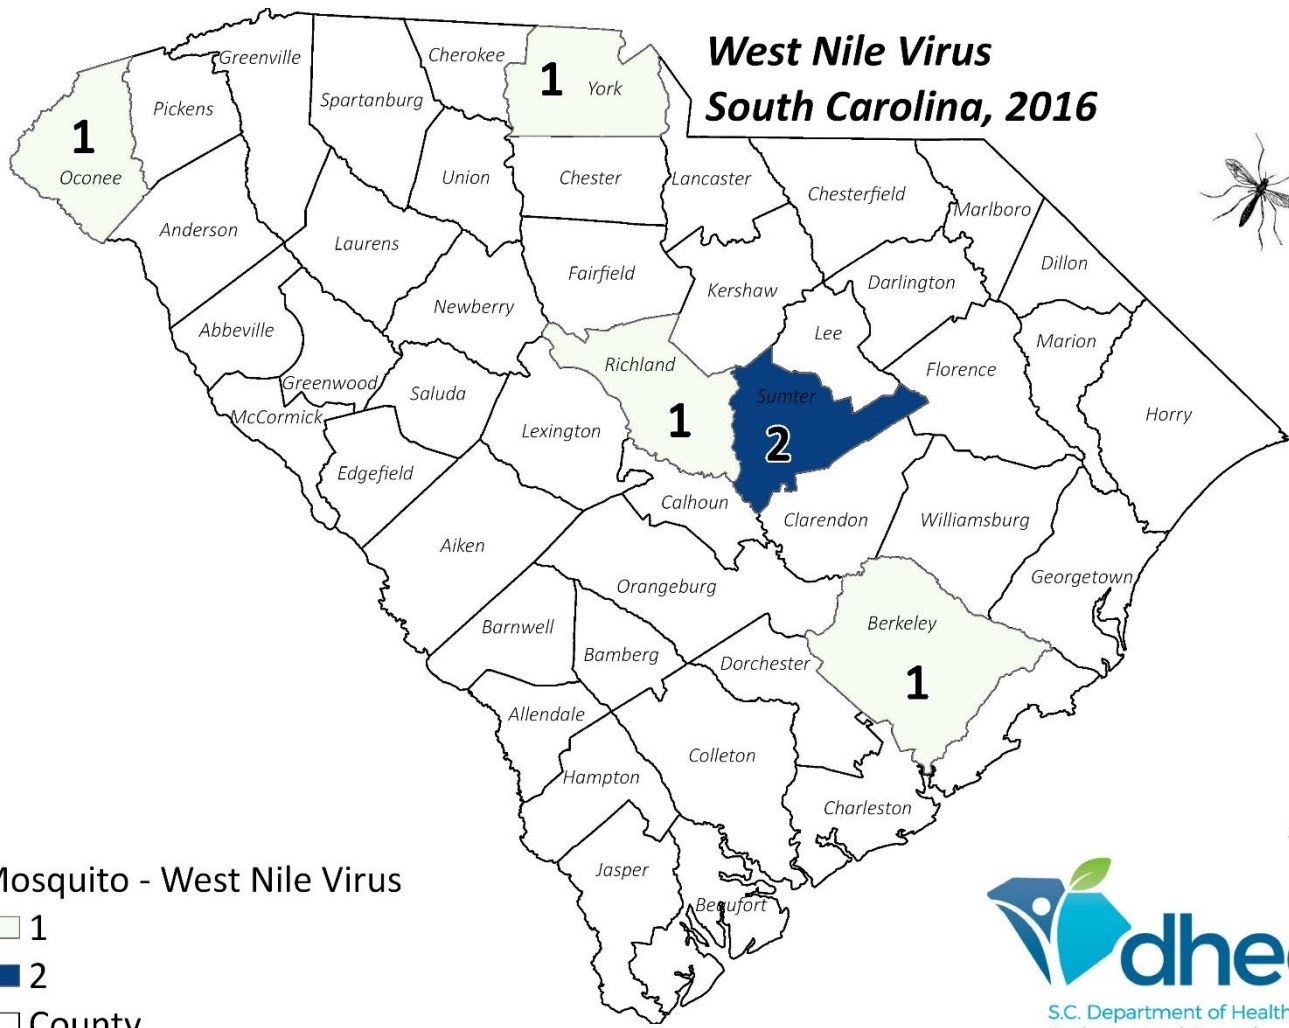 West Nile Virus
South Carolina, 2016
Greenville
Cherokee
1 York
Pickens
Spartanburg
1
Oconee
Union
Chester
Lancaster
Chesterfield
Marlboro
Anderson
Laurens
Fairfield
Kershaw
Darlington
Dillon
Newberry
Abbeville
Lee
Marion
Richland
Florence
Greenwood
Saluda
Sumter
McCormick
Lexington
1
2
Horry
Edgefield
Calhoun
Clarendon
Williamsburg
Aiken
Orangeburg
Georgetown
Barnwell
Berkeley
Bamberg
Dorchester
1
Allendale
Colleton
Hampton
Charleston
Jasper
Beaufort
Mosquito - West Nile Virus
1
2
County
dhe
S.C. Department of Health